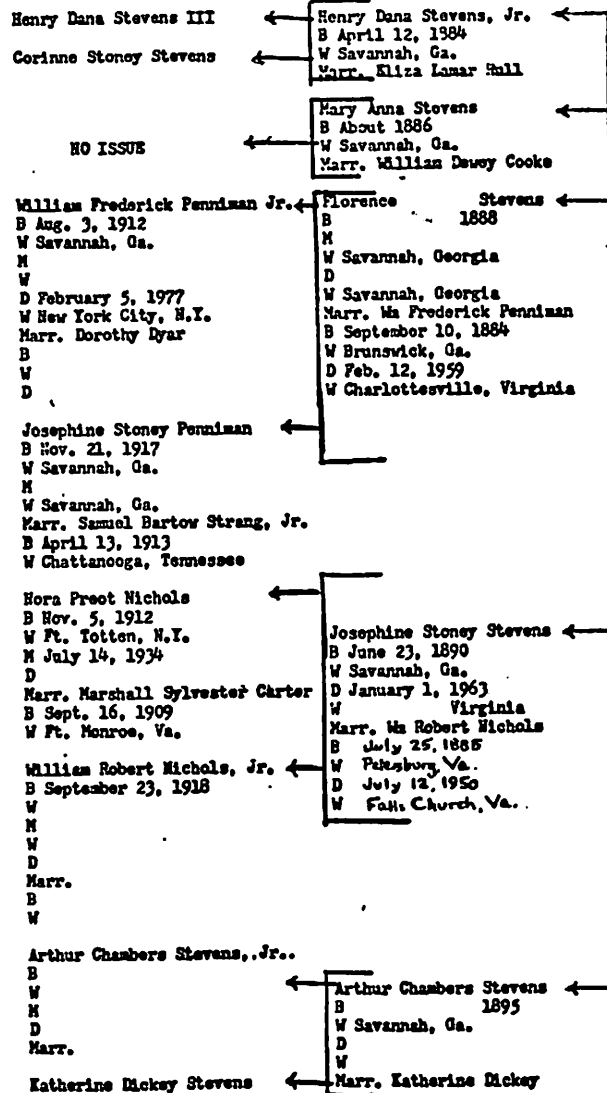 Henry Dana Stevens III
Corinne Stoney Stevens
Henry Dana Stevens, Jr.
B April 12, 1884
W Savannah, Ga.
Marr. Eliza Lamar Hull
NO ISSUE
Mary Anna Stevens
B About 1886
W Savannah, Ga.
Marr. William Dewey Cooke
William Frederick Penniman Jr.
B Aug. 3, 1912
W Savannah, Ga.
M
W
D February 5, 1977
W New York City, N.Y.
Marr. Dorothy Dyar
B
W
D
Florence Stevens
B 1888
M
W Savannah, Georgia
D
W Savannah, Georgia
Marr. Wm Frederick Penniman
B September 10, 1884
W Brunswick, Ga.
D Feb. 12, 1959
W Charlottesville, Virginia
Josephine Stoney Penniman
B Nov. 21, 1917
W Savannah, Ga.
M
W Savannah, Ga.
Marr. Samuel Bartow Strang, Jr.
B April 13, 1913
W Chattanooga, Tennessee
Nora Preot Nichols
B Nov. 5, 1912
W Ft. Totten, N.Y.
M July 14, 1934
D
Marr. Marshall Sylvester Carter
B Sept. 16, 1909
W Ft. Monroe, Va.
Josephine Stoney Stevens
B June 23, 1890
W Savannah, Ga.
D January 1, 1963
W Virginia
Marr. Wm Robert Nichols
B July 25, 1886
W Petersburg, Va.
D July 12, 1950
W Falls Church, Va.
William Robert Nichols, Jr.
B September 23, 1918
W
M
W
D
Marr.
B
W
Arthur Chambers Stevens,.Jr..
B
W
M
D
Marr.
Katherine Dickey Stevens
Arthur Chambers Stevens
B 1895
W Savannah, Ga.
D
W
Marr. Katherine Dickey